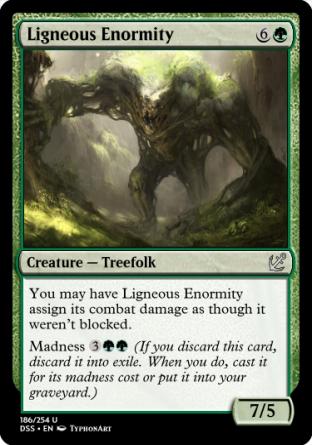 Ligneous Enormity 6
Creature — Treefolk
You may have Ligneous Enormity
assign its combat damage as though it
weren't blocked.
Madness 3 (If you discard this card,
discard it into exile. When you do, cast it
for its madness cost or put it into your
graveyard.)
7/5
186/254 U
DSS • EN TyphonArt